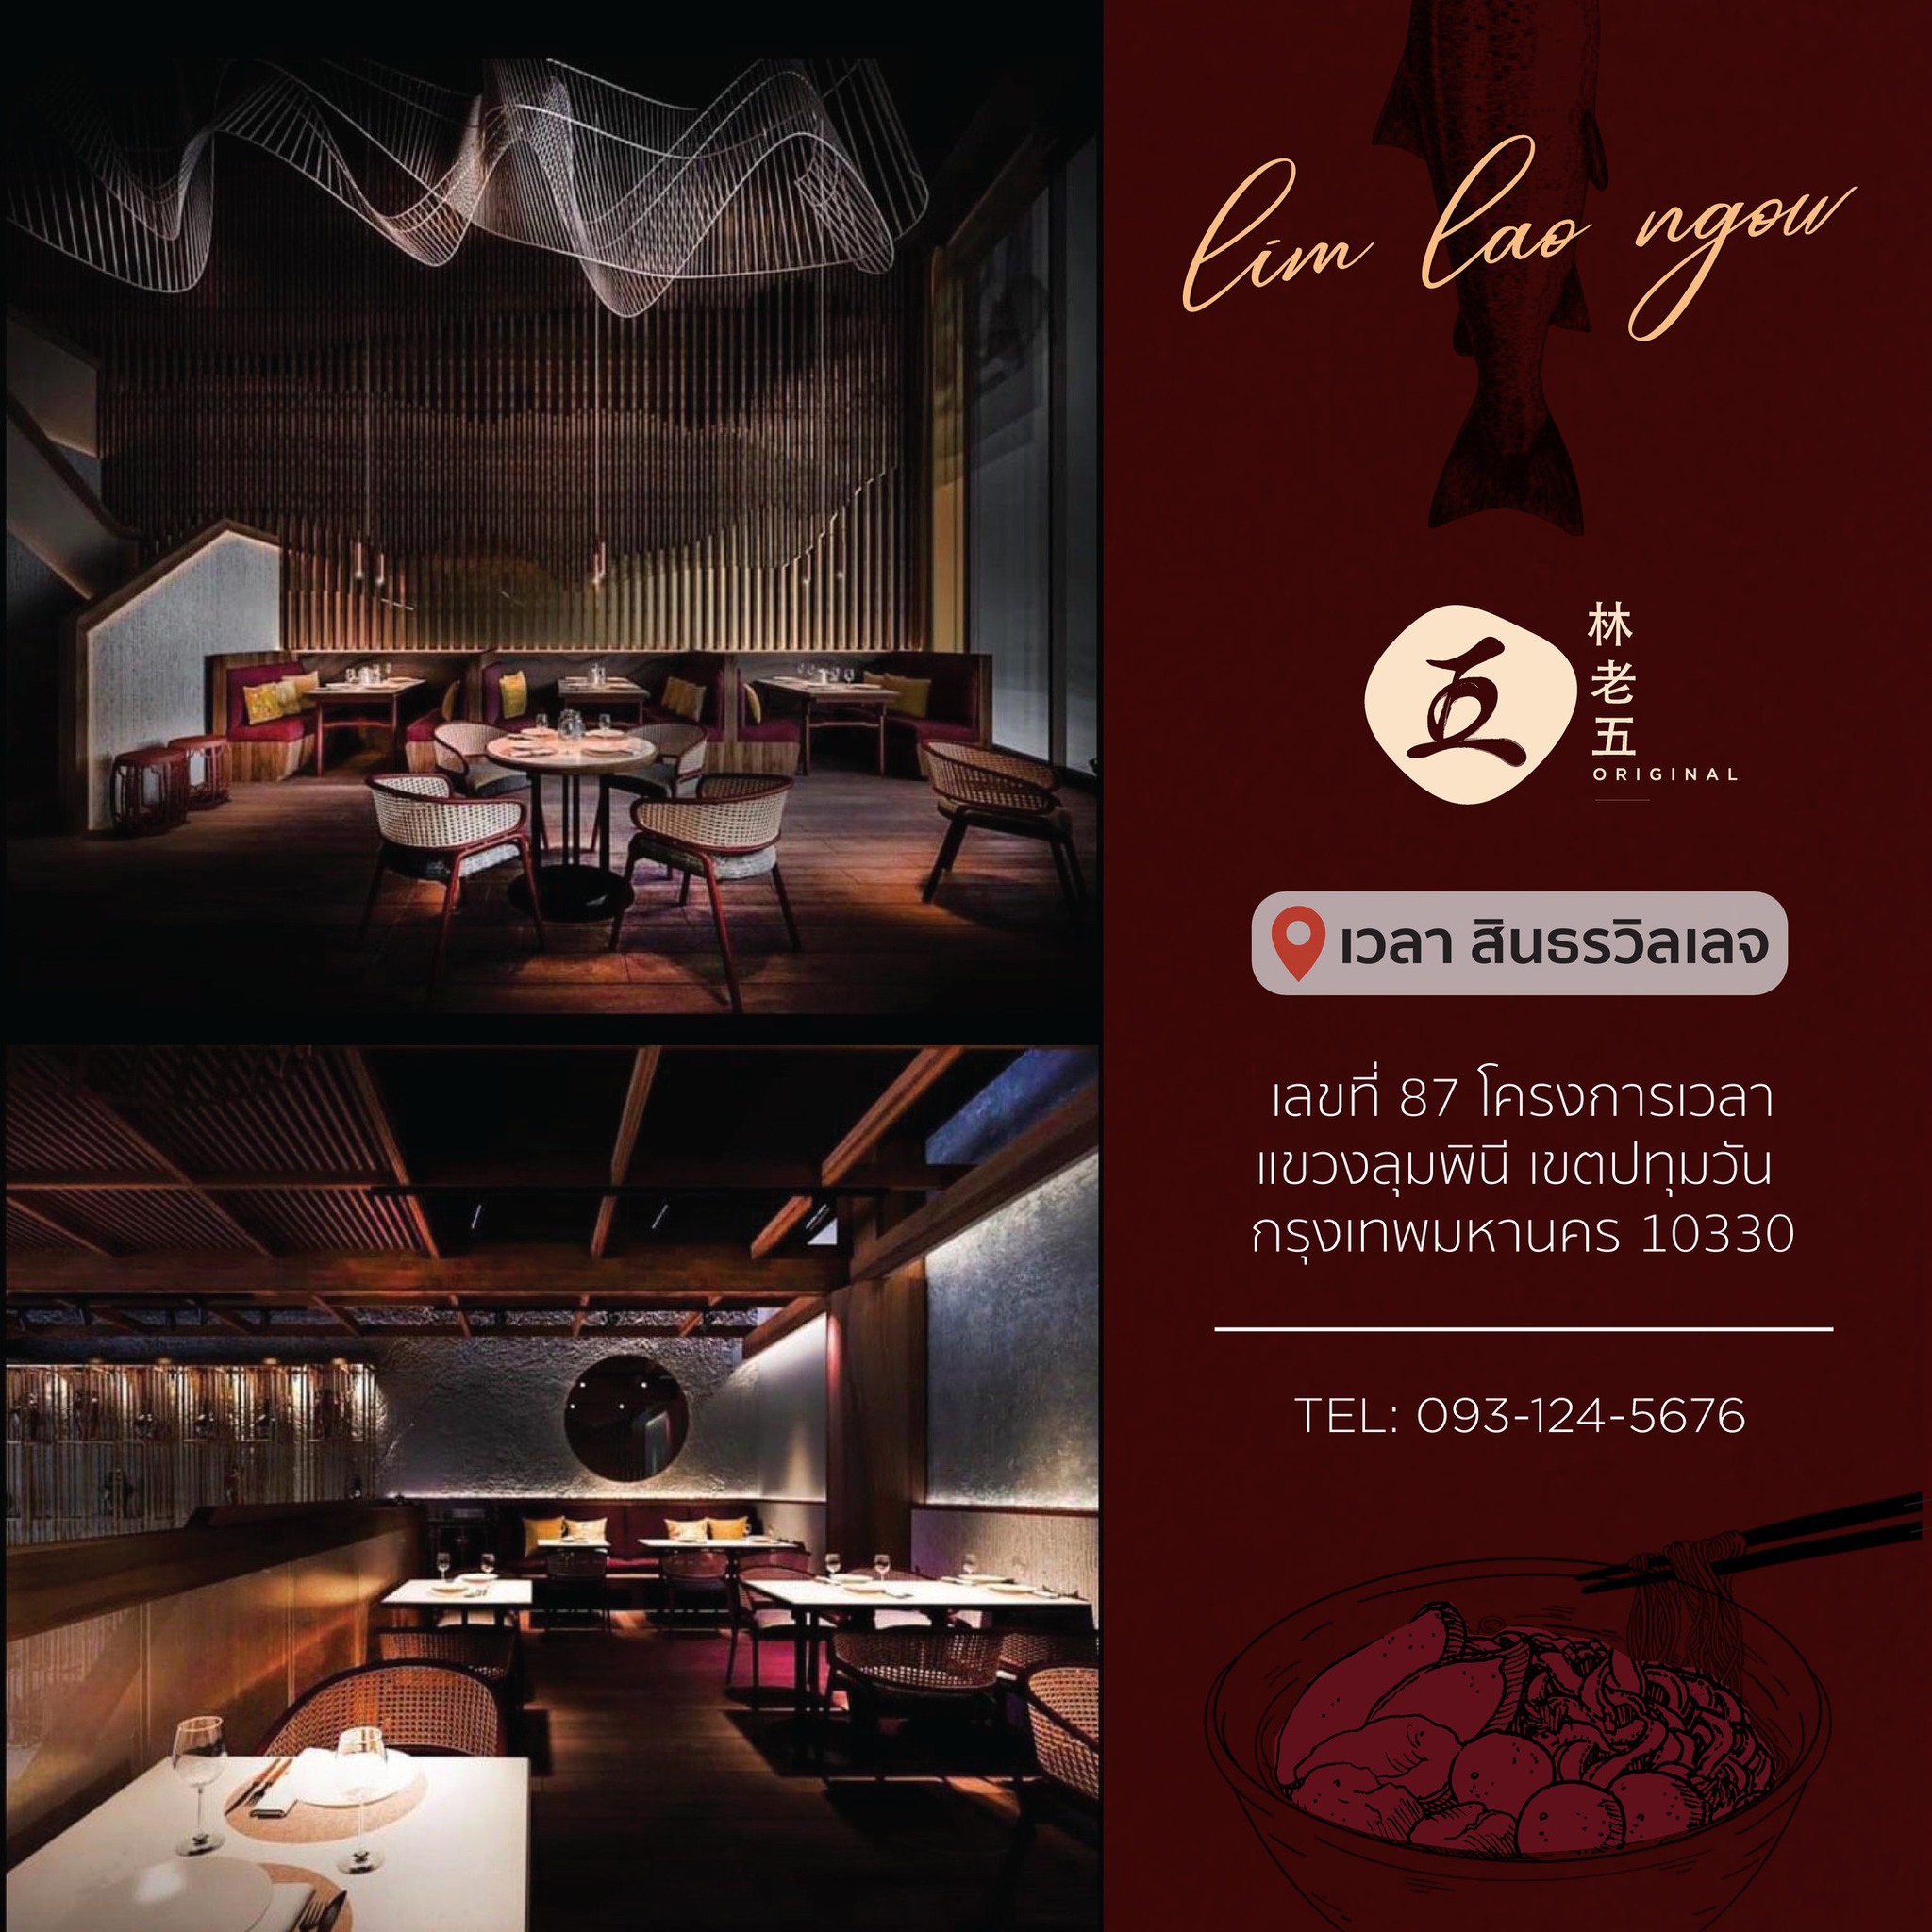 lim lao ngow
五
林
老
五
ORIGINAL
เวลา สินธรวิลเลจ
เลขที่ 87 โครงการเวลา
แขวงลุมพินี เขตปทุมวัน
กรุงเทพมหานคร 10330
TEL: 093-124-5676